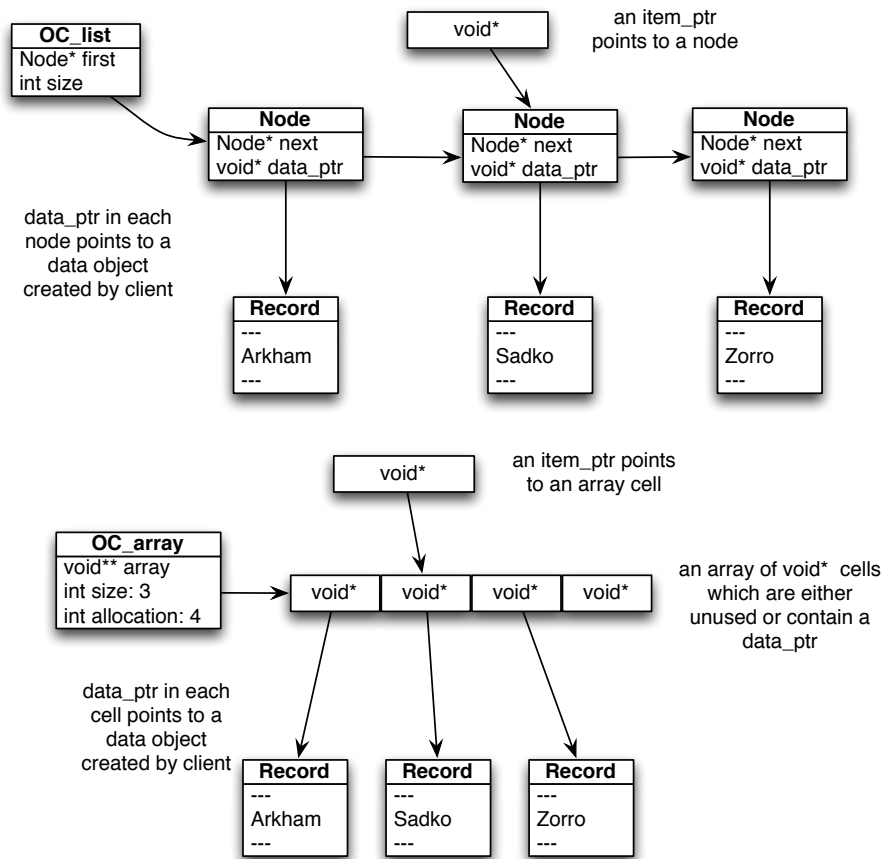 OC_list
Node* first
int size
void*
an item_ptr
points to a node
Node
Node* next
void* data_ptr
Node
Node* next
void* data_ptr
Node
Node* next
void* data_ptr
data_ptr in each
node points to a
data object
created by client
Record
---
Arkham
---
Record
---
Sadko
---
Record
---
Zorro
---
void*
an item_ptr points
to an array cell
OC_array
void** array
int size: 3
int allocation: 4
void*
void*
void*
void*
an array of void* cells
which are either
unused or contain a
data_ptr
data_ptr in each
cell points to a
data object
created by client
Record
---
Arkham
---
Record
---
Sadko
---
Record
---
Zorro
---